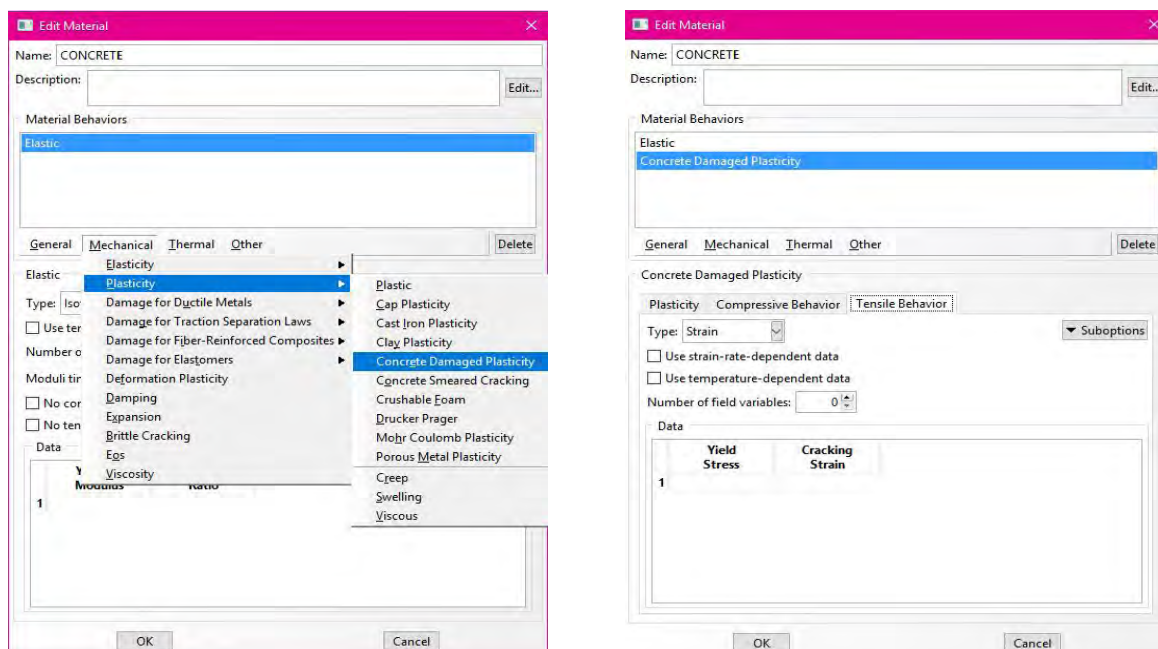 Edit Material
Name: CONCRETE
Description:
Edit...
Material Behaviors
Elastic
General Mechanical Thermal Other Delete
Elasticity
Plasticity
Damage for Ductile Metals
Damage for Traction Separation Laws
Damage for Fiber-Reinforced Composites
Damage for Elastomers
Deformation Plasticity
Damping
Expansion
Brittle Cracking
Eos
Viscosity
Plastic
Cap Plasticity
Cast Iron Plasticity
Clay Plasticity
Concrete Damaged Plasticity
Concrete Smeared Cracking
Crushable Foam
Drucker Prager
Mohr Coulomb Plasticity
Porous Metal Plasticity
Creep
Swelling
Viscous
Elastic
Type: Iso
Use ter
Number o
Moduli tin
No cor
No ten
Data
Modulus Ratio
1
OK Cancel
Edit Material
Name: CONCRETE
Description:
Edit..
Material Behaviors
Elastic
Concrete Damaged Plasticity
General Mechanical Thermal Other Delete
Concrete Damaged Plasticity
Plasticity Compressive Behavior Tensile Behavior
Type: Strain Suboptions
Use strain-rate-dependent data
Use temperature-dependent data
Number of field variables: 0
Data
Yield Cracking
Stress Strain
1
OK Cancel